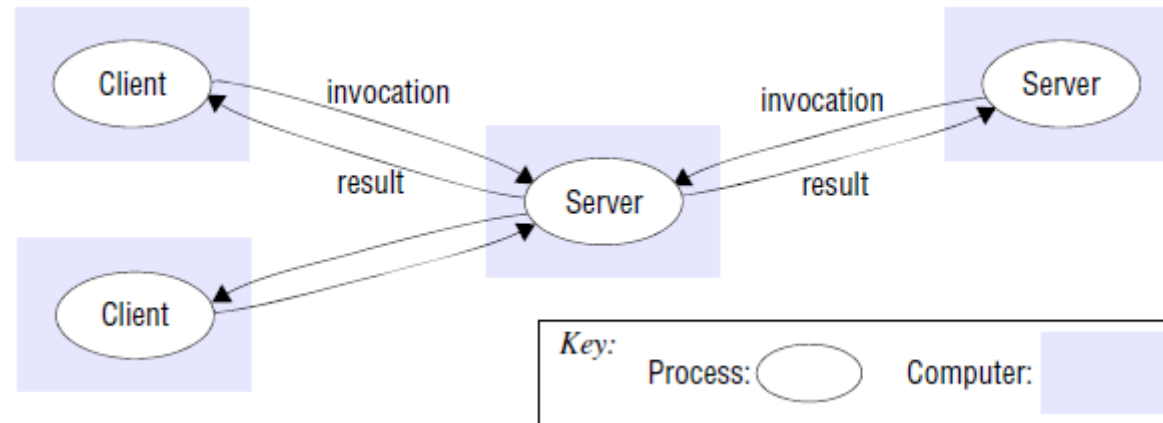 Client
invocation
result
Server
invocation
result
Server
Client
Key:
Process:
Computer: